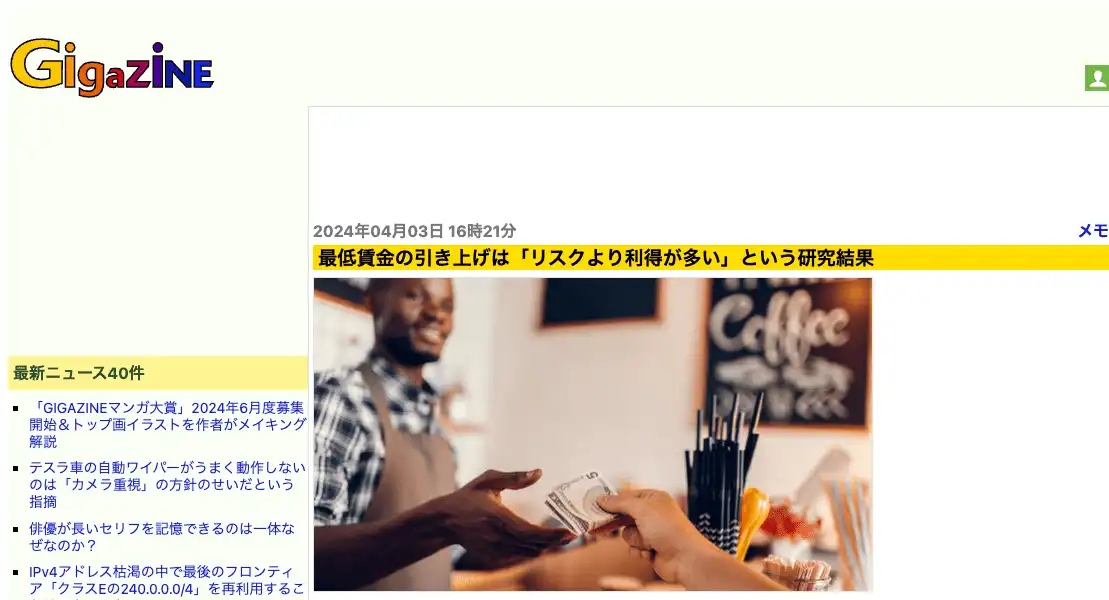 GIGAZINE
2024年04月03日 16時21分
メモ
最低賃金の引き上げは「リスクより利得が多い」という研究結果
Coffee
5
最新ニュース40件
「GIGAZINEマンガ大賞」2024年6月度募集
開始＆トップ画イラストを作者がメイキング
解説
テスラ車の自動ワイパーがうまく動作しない
のは「カメラ重視」の方針のせいだという
指摘
俳優が長いセリフを記憶できるのは一体な
ぜなのか？
IPv4アドレス枯渇の中で最後のフロンティ
ア「クラスEの240.0.0.0/4」を再利用するこ